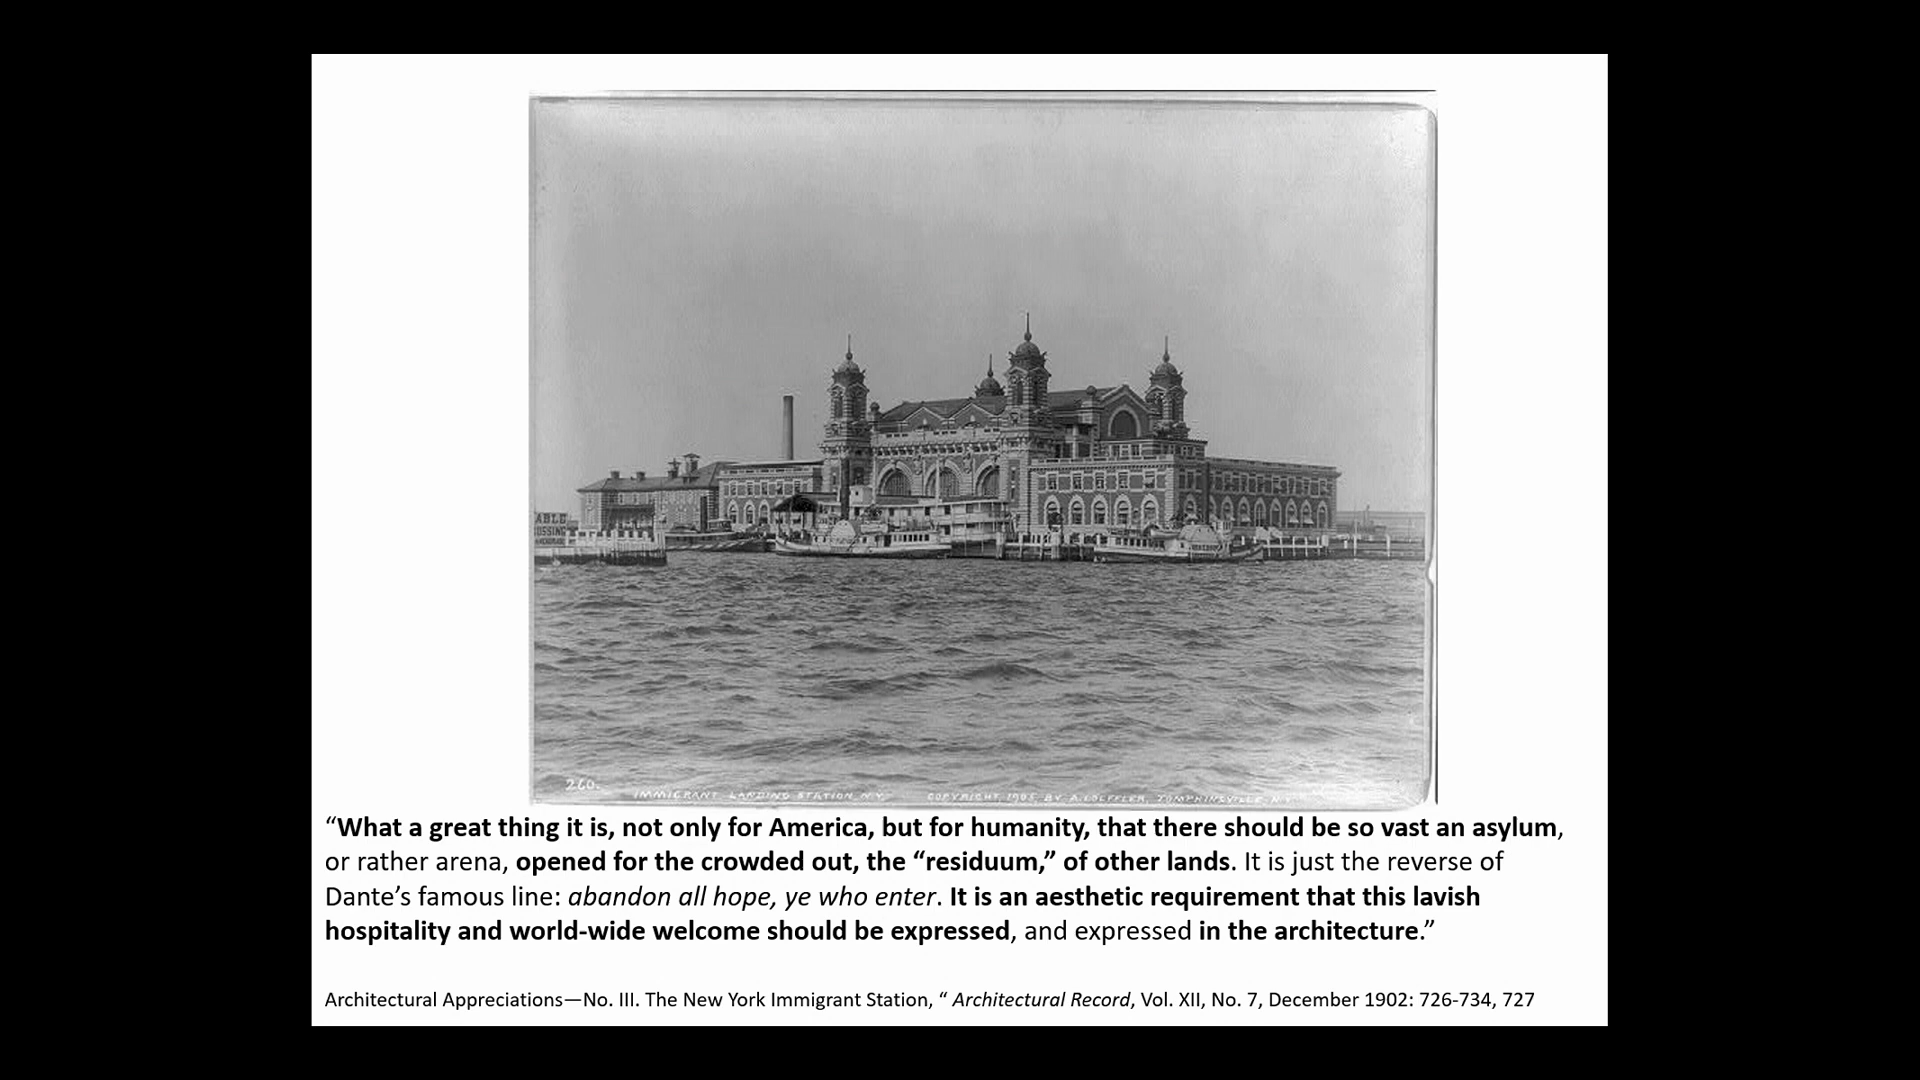 ABLE
OSSING
260.
IMMIGRANT LANDING STATION, N.Y.
COPYRIGHT 1905 BY A. LOEFFLER, TOMPKINSVILLE, N.Y.
“What a great thing it is, not only for America, but for humanity, that there should be so vast an asylum,
or rather arena, opened for the crowded out, the “residuum,” of other lands. It is just the reverse of
Dante’s famous line: abandon all hope, ye who enter. It is an aesthetic requirement that this lavish
hospitality and world-wide welcome should be expressed, and expressed in the architecture.”
Architectural Appreciations—No. III. The New York Immigrant Station, “ Architectural Record, Vol. XII, No. 7, December 1902: 726-734, 727